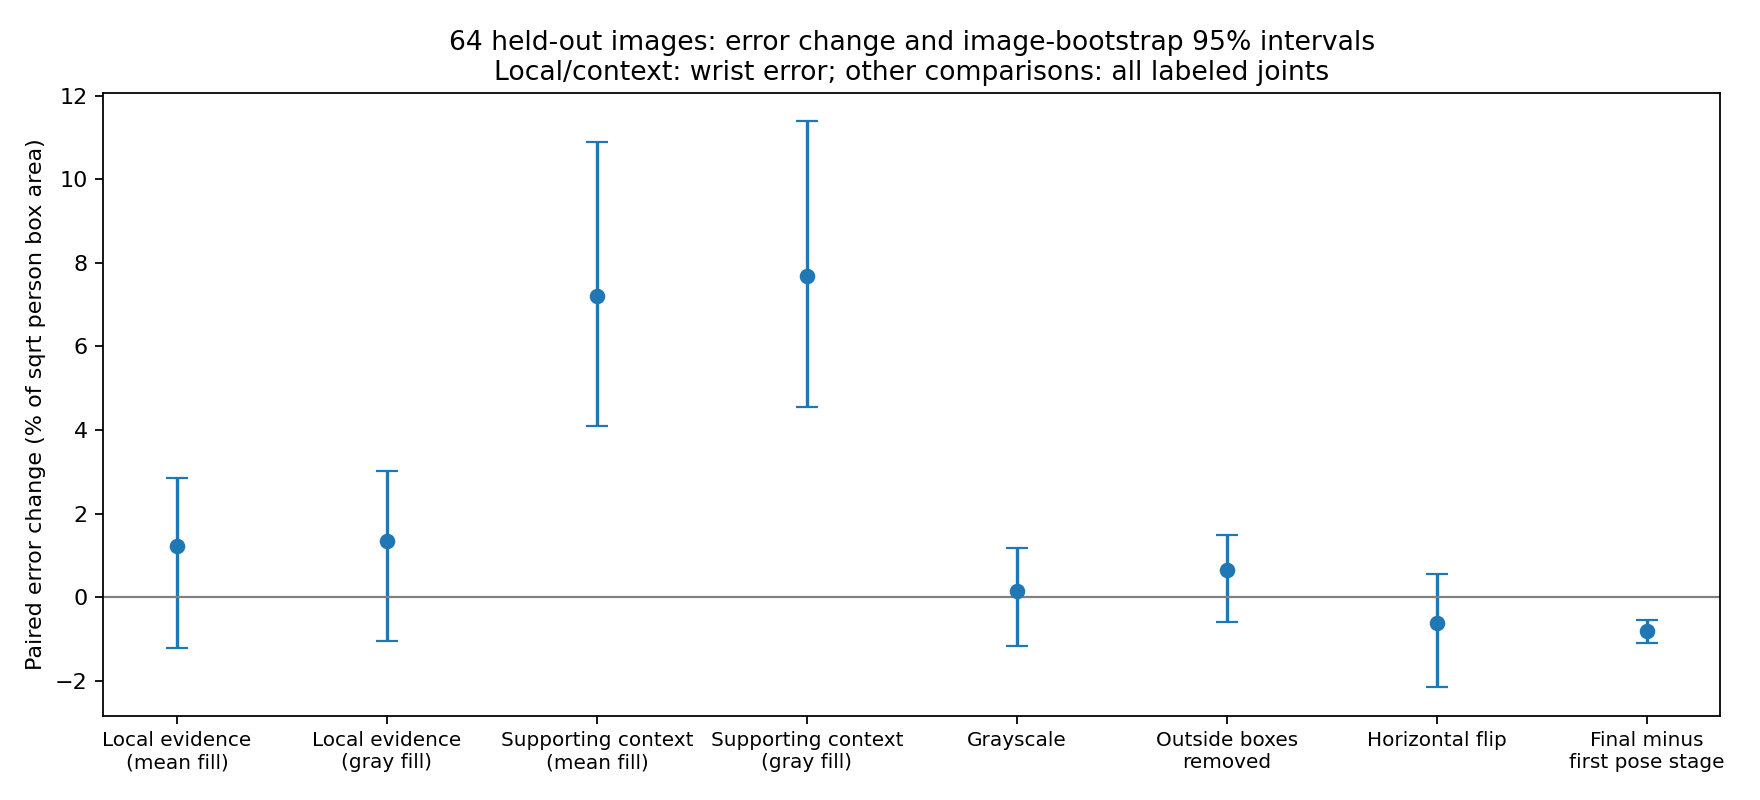 64 held-out images: error change and image-bootstrap 95% intervals
Local/context: wrist error; other comparisons: all labeled joints
Paired error change (% of sqrt person box area)
12
10
8
6
4
2
0
−2
Local evidence
(mean fill)
Local evidence
(gray fill)
Supporting context
(mean fill)
Supporting context
(gray fill)
Grayscale
Outside boxes
removed
Horizontal flip
Final minus
first pose stage